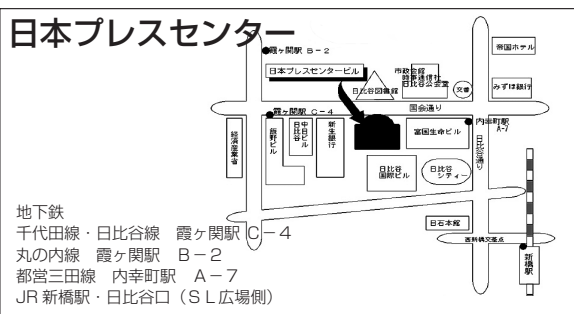 日本プレスセンター
霞ヶ関駅 B－2
帝国ホテル
日本プレスセンタービル
市政会館
時事通信社
日比谷公会堂
日比谷図書館
交番
みずほ銀行
国会通り
霞ヶ関駅 C－4
内幸町駅
A-7
経済産業省
飯野ビル
中日ビル
日比谷
新生銀行
富国生命ビル
日比谷通り
日比谷
国際ビル
日比谷
シティー
日石本館
西新橋交差点
新橋駅
地下鉄
千代田線・日比谷線 霞ヶ関駅 C－4
丸の内線 霞ヶ関駅 B－2
都営三田線 内幸町駅 A－7
JR 新橋駅・日比谷口（ＳＬ広場側）